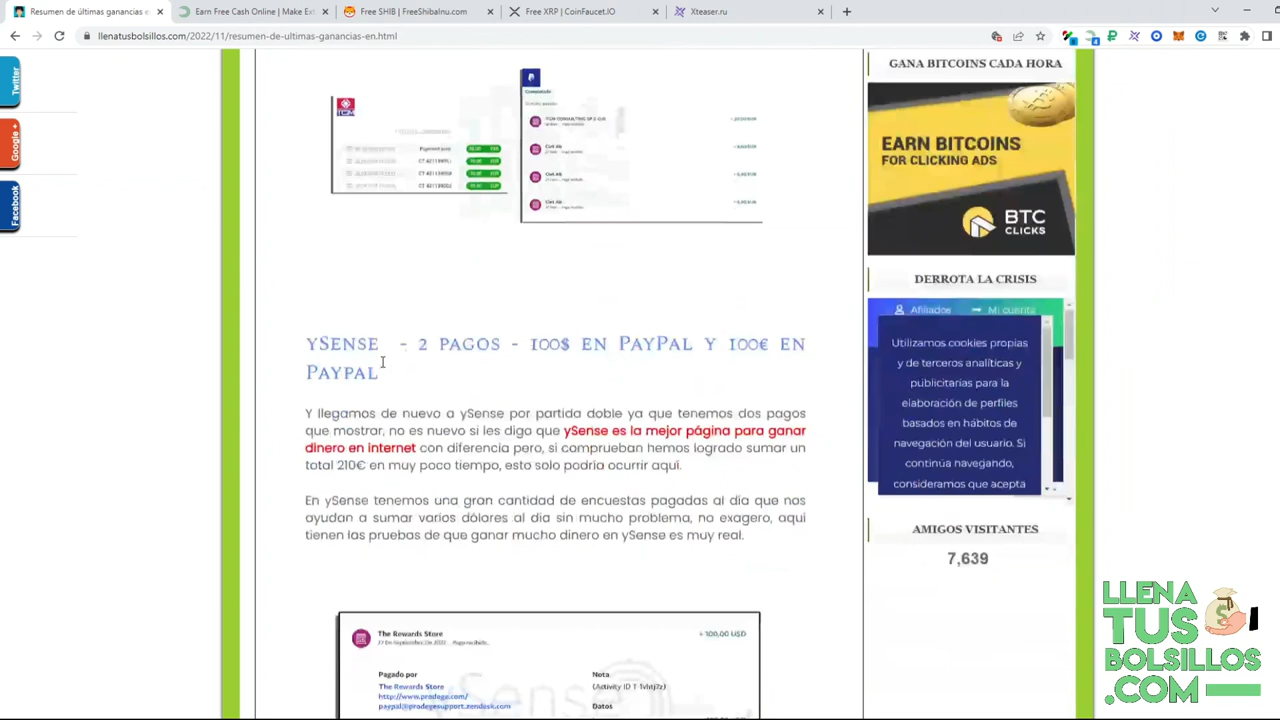 Resumen de últimas ganancias e
Earn Free Cash Online | Make Ext
Free SHIB | FreeShibaInu.com
Free XRP | CoinFaucet.IO
Xteaser.ru
llenatusbolsillos.com/2022/11/resumen-de-ultimas-ganancias-en.html
Twitter
Google +
Facebook
GANA BITCOINS CADA HORA
EARN BITCOINS
FOR CLICKING ADS
BTC
CLICKS
DERROTA LA CRISIS
Afiliados
Mi cuenta
Utilizamos cookies propias
y de terceros analíticas y
publicitarias para la
elaboración de perfiles
basados en hábitos de
navegación del usuario. Si
continúa navegando,
consideramos que acepta
AMIGOS VISITANTES
7,639
ySense - 2 pagos - 100$ en PayPal y 100€ en
Paypal
Y llegamos de nuevo a ySense por partida doble ya que tenemos dos pagos
que mostrar, no es nuevo si les digo que ySense es la mejor página para ganar
dinero en internet con diferencia pero, si comprueban hemos logrado sumar un
total 210€ en muy poco tiempo, esto solo podría ocurrir aquí.
En ySense tenemos una gran cantidad de encuestas pagadas al día que nos
ayudan a sumar varios dólares al día sin mucho problema, no exagero, aquí
tienen las pruebas de que ganar mucho dinero en ySense es muy real.
The Rewards Store
+ 100,00 USD
Pagado por
The Rewards Store
http://www.prodege.com/
paypal@prodegesupport.zendesk.com
Nota
Datos
LLENA
TUS
BOLSILLOS
.COM